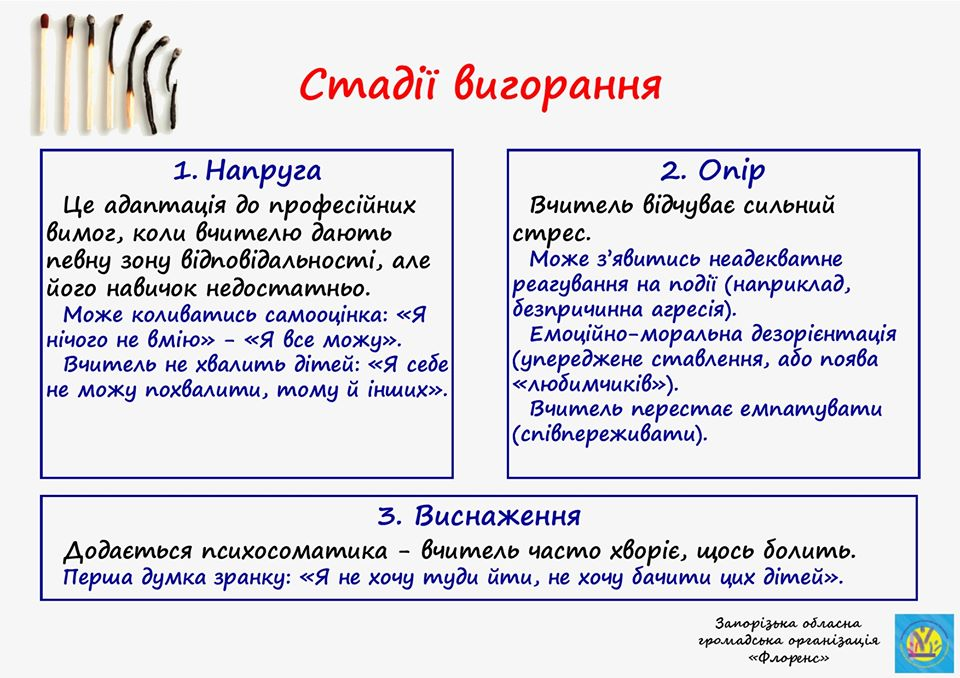 Стадії вигорання
1. Напруга
Це адаптація до професійних
вимог, коли вчителю дають
певну зону відповідальності, але
його навичок недостатньо.
Може коливатись самооцінка: «Я
нічого не вмію» - «Я все можу».
Вчитель не хвалить дітей: «Я себе
не можу похвалити, тому й інших».
2. Опір
Вчитель відчуває сильний
стрес.
Може з’явитись неадекватне
реагування на події (наприклад,
безпричинна агресія).
Емоційно-моральна дезорієнтація
(упереджене ставлення, або поява
«любимчиків»).
Вчитель перестає емпатувати
(співпереживати).
3. Виснаження
Додається психосоматика - вчитель часто хворіє, щось болить.
Перша думка зранку: «Я не хочу туди йти, не хочу бачити цих дітей».
Запорізька обласна
громадська організація
«Флоренс»